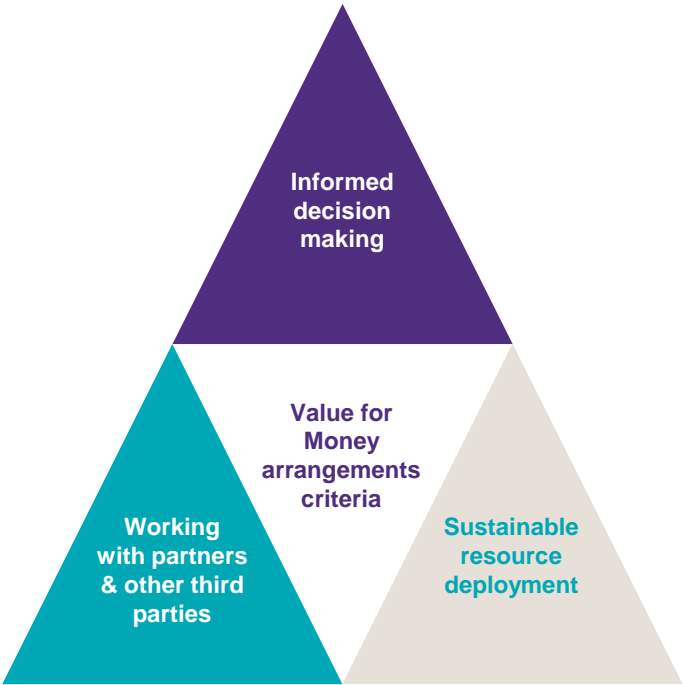 Informed
decision
making
Value for
Money
arrangements
criteria
Working
with partners
& other third
parties
Sustainable
resource
deployment